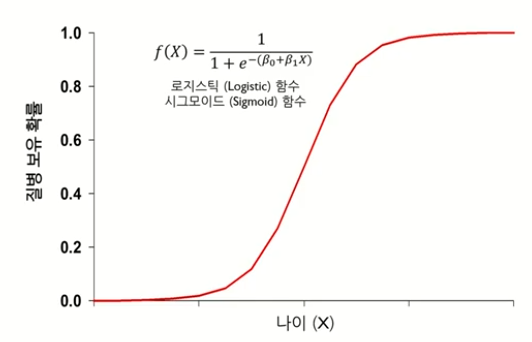 1.0
0.8
0.6
0.4
0.2
0.0
질병 보유 확률
f(X) = 1 / (1 + e^{-(β₀+β₁X)})
로지스틱 (Logistic) 함수
시그모이드 (Sigmoid) 함수
나이 (X)